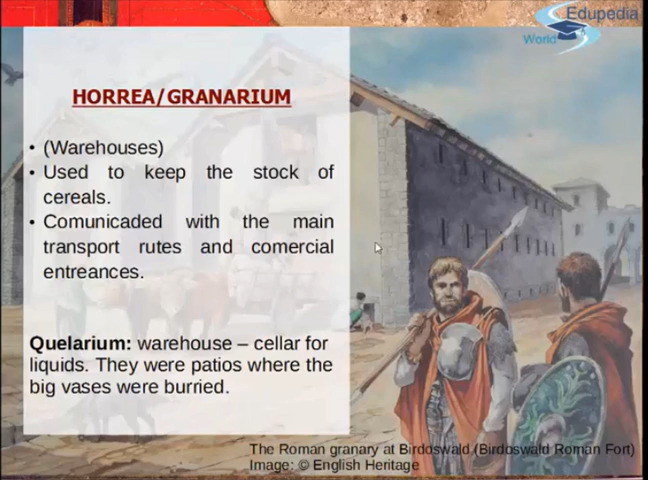 Edupedia
World
HORREA/GRANARIUM
• (Warehouses)
• Used to keep the stock of
cereals.
• Comunicaded with the main
transport rutes and comercial
entreances.
Quelarium: warehouse – cellar for
liquids. They were patios where the
big vases were burried.
The Roman granary at Birdoswald (Birdoswald Roman Fort)
Image: © English Heritage